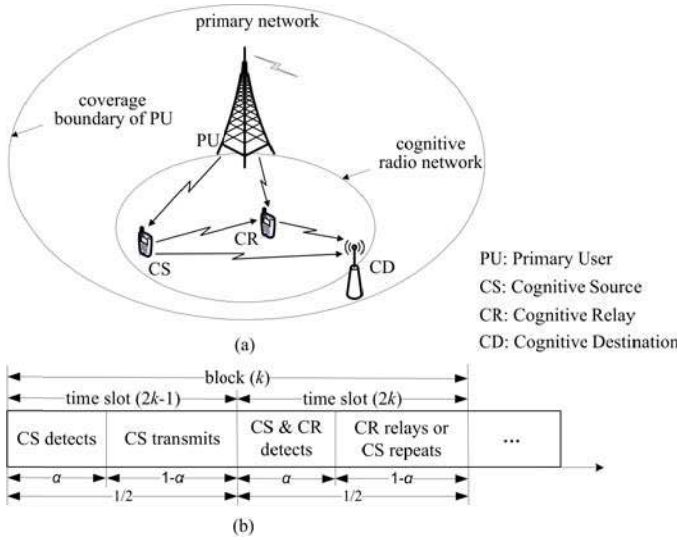 primary network
coverage
boundary of PU
PU
cognitive
radio network
CR
CS
CD
PU: Primary User
CS: Cognitive Source
CR: Cognitive Relay
CD: Cognitive Destination
(a)
block (k)
time slot (2k-1)
time slot (2k)
CS detects
CS transmits
CS & CR
detects
CR relays or
CS repeats
...
α
1-α
α
1-α
1/2
1/2
(b)